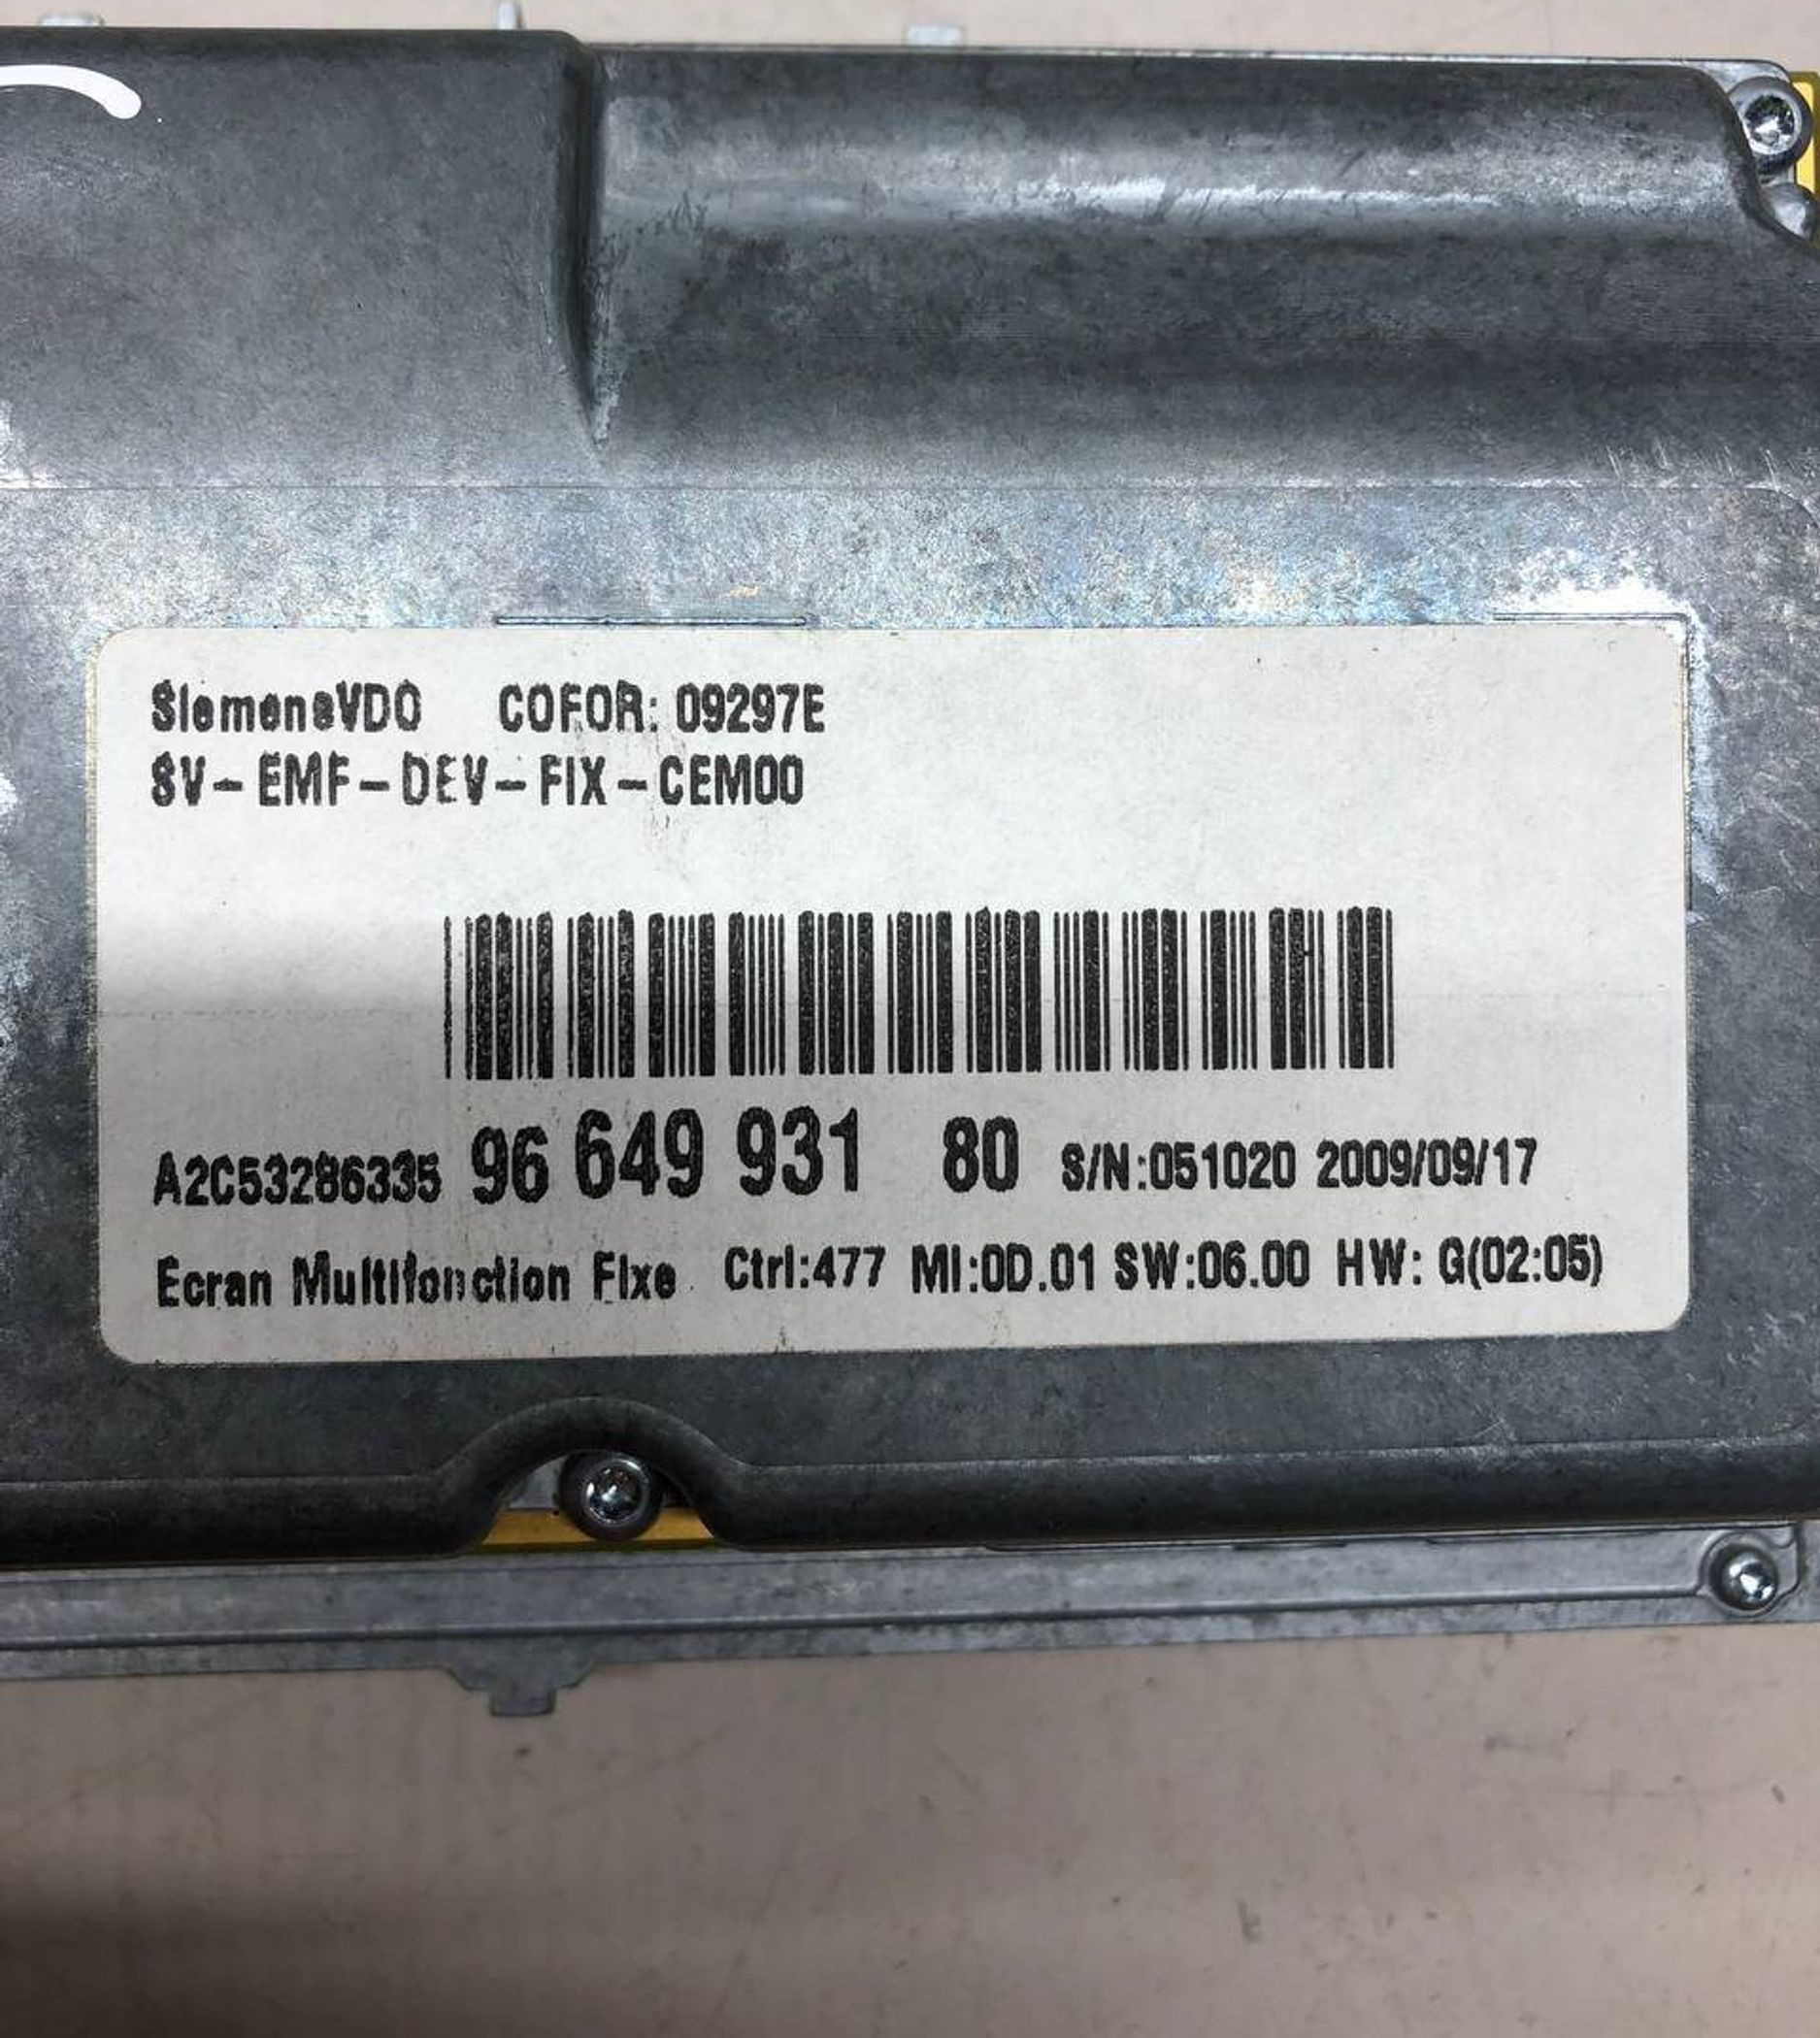 SiemensVDO COFOR: 09297E
SV-EMF-DEV-FIX-CEM00
A2C53286335 96 649 931 80 S/N:051020 2009/09/17
Ecran Multifonction Fixe Ctrl:477 MI:0D.01 SW:06.00 HW: G(02:05)